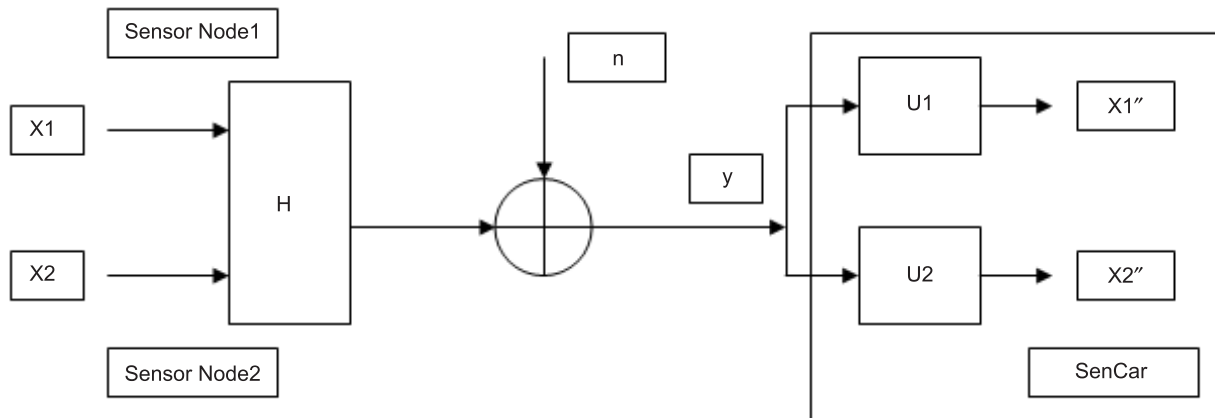 Sensor Node1
n
X1
U1
X1″
H
y
X2
U2
X2″
Sensor Node2
SenCar